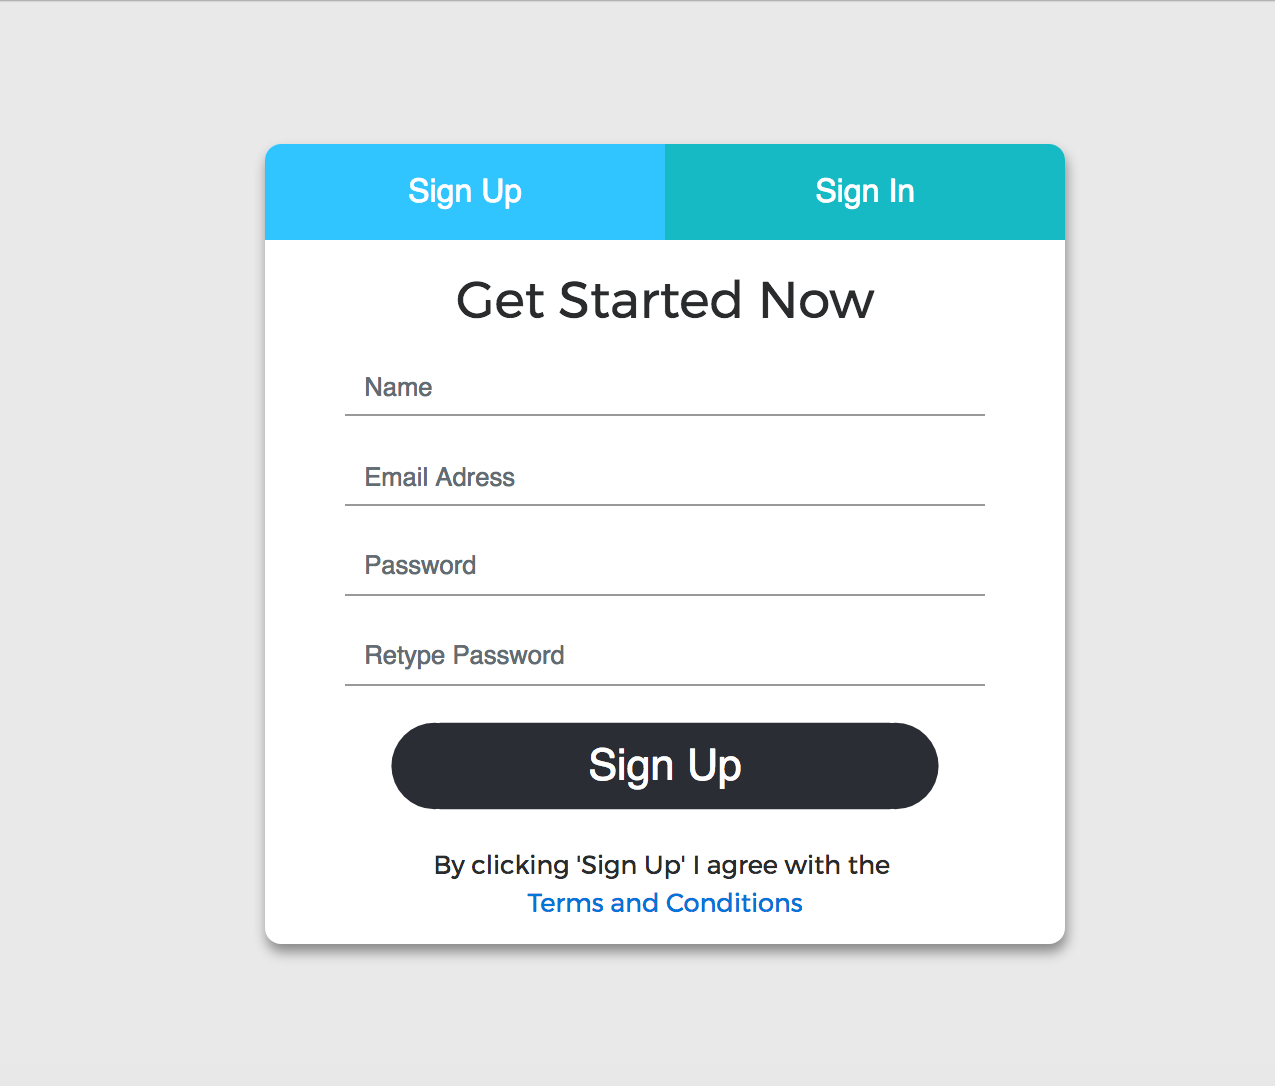 Sign Up
Sign In
Get Started Now
Name
Email Adress
Password
Retype Password
Sign Up
By clicking 'Sign Up' I agree with the
Terms and Conditions